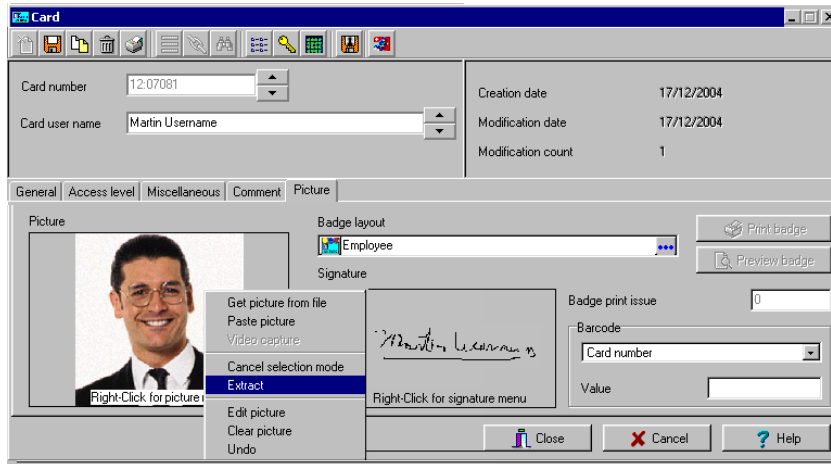 Card
Card number
12:07081
Card user name
Martin Username
Creation date
17/12/2004
Modification date
17/12/2004
Modification count
1
General
Access level
Miscellaneous
Comment
Picture
Picture
Right-Click for picture
Get picture from file
Paste picture
Video capture
Cancel selection mode
Extract
Edit picture
Clear picture
Undo
Badge layout
Employee
Signature
Martin Username
Right-Click for signature menu
Print badge
Preview badge
Badge print issue
0
Barcode
Card number
Value
Close
Cancel
Help